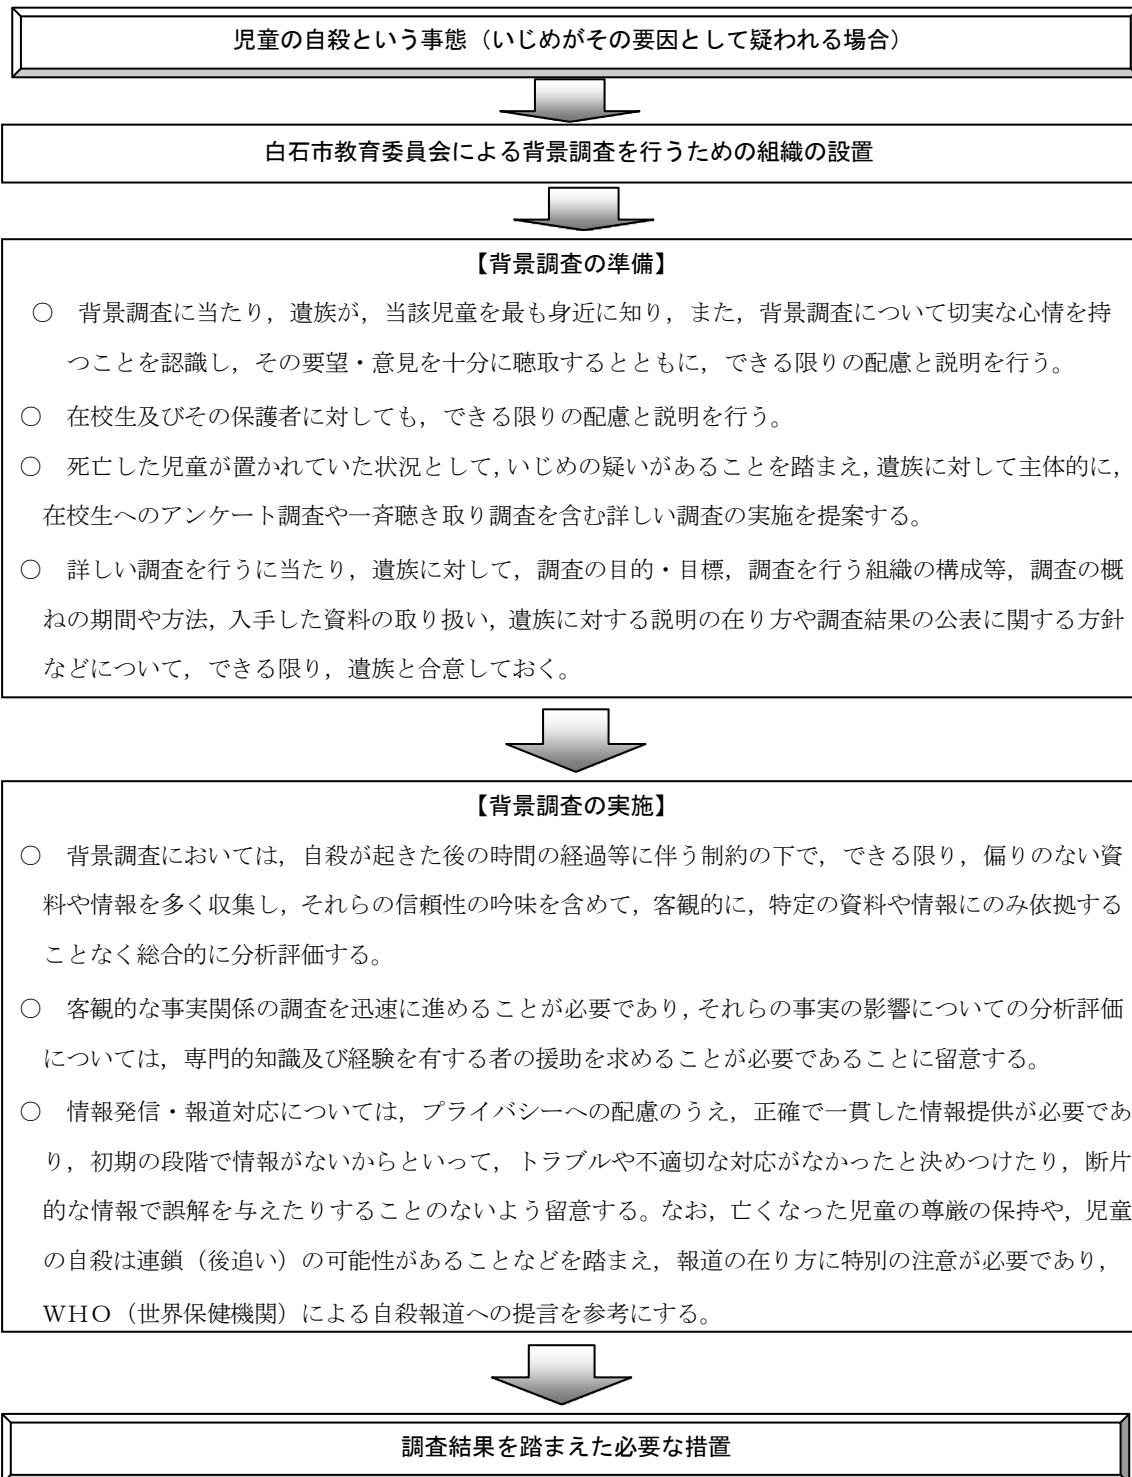 児童の自殺という事態（いじめがその要因として疑われる場合）
白石市教育委員会による背景調査を行うための組織の設置
【背景調査の準備】
○　背景調査に当たり，遺族が，当該児童を最も身近に知り，また，背景調査について切実な心情を持
つことを認識し，その要望・意見を十分に聴取するとともに，できる限りの配慮と説明を行う。
○　在校生及びその保護者に対しても，できる限りの配慮と説明を行う。
○　死亡した児童が置かれていた状況として，いじめの疑いがあることを踏まえ，遺族に対して主体的に，
在校生へのアンケート調査や一斉聴き取り調査を含む詳しい調査の実施を提案する。
○　詳しい調査を行うに当たり，遺族に対して，調査の目的・目標，調査を行う組織の構成等，調査の概
ねの期間や方法，入手した資料の取り扱い，遺族に対する説明の在り方や調査結果の公表に関する方針
などについて，できる限り，遺族と合意しておく。
【背景調査の実施】
○　背景調査においては，自殺が起きた後の時間の経過等に伴う制約の下で，できる限り，偏りのない資
料や情報を多く収集し，それらの信頼性の吟味を含めて，客観的に，特定の資料や情報にのみ依拠する
ことなく総合的に分析評価する。
○　客観的な事実関係の調査を迅速に進めることが必要であり，それらの事実の影響についての分析評価
については，専門的知識及び経験を有する者の援助を求めることが必要であることに留意する。
○　情報発信・報道対応については，プライバシーへの配慮のうえ，正確で一貫した情報提供が必要であ
り，初期の段階で情報がないからといって，トラブルや不適切な対応がなかったと決めつけたり，断片
的な情報で誤解を与えたりすることのないよう留意する。なお，亡くなった児童の尊厳の保持や，児童
の自殺は連鎖（後追い）の可能性があることなどを踏まえ，報道の在り方に特別の注意が必要であり，
ＷＨＯ（世界保健機関）による自殺報道への提言を参考にする。
調査結果を踏まえた必要な措置